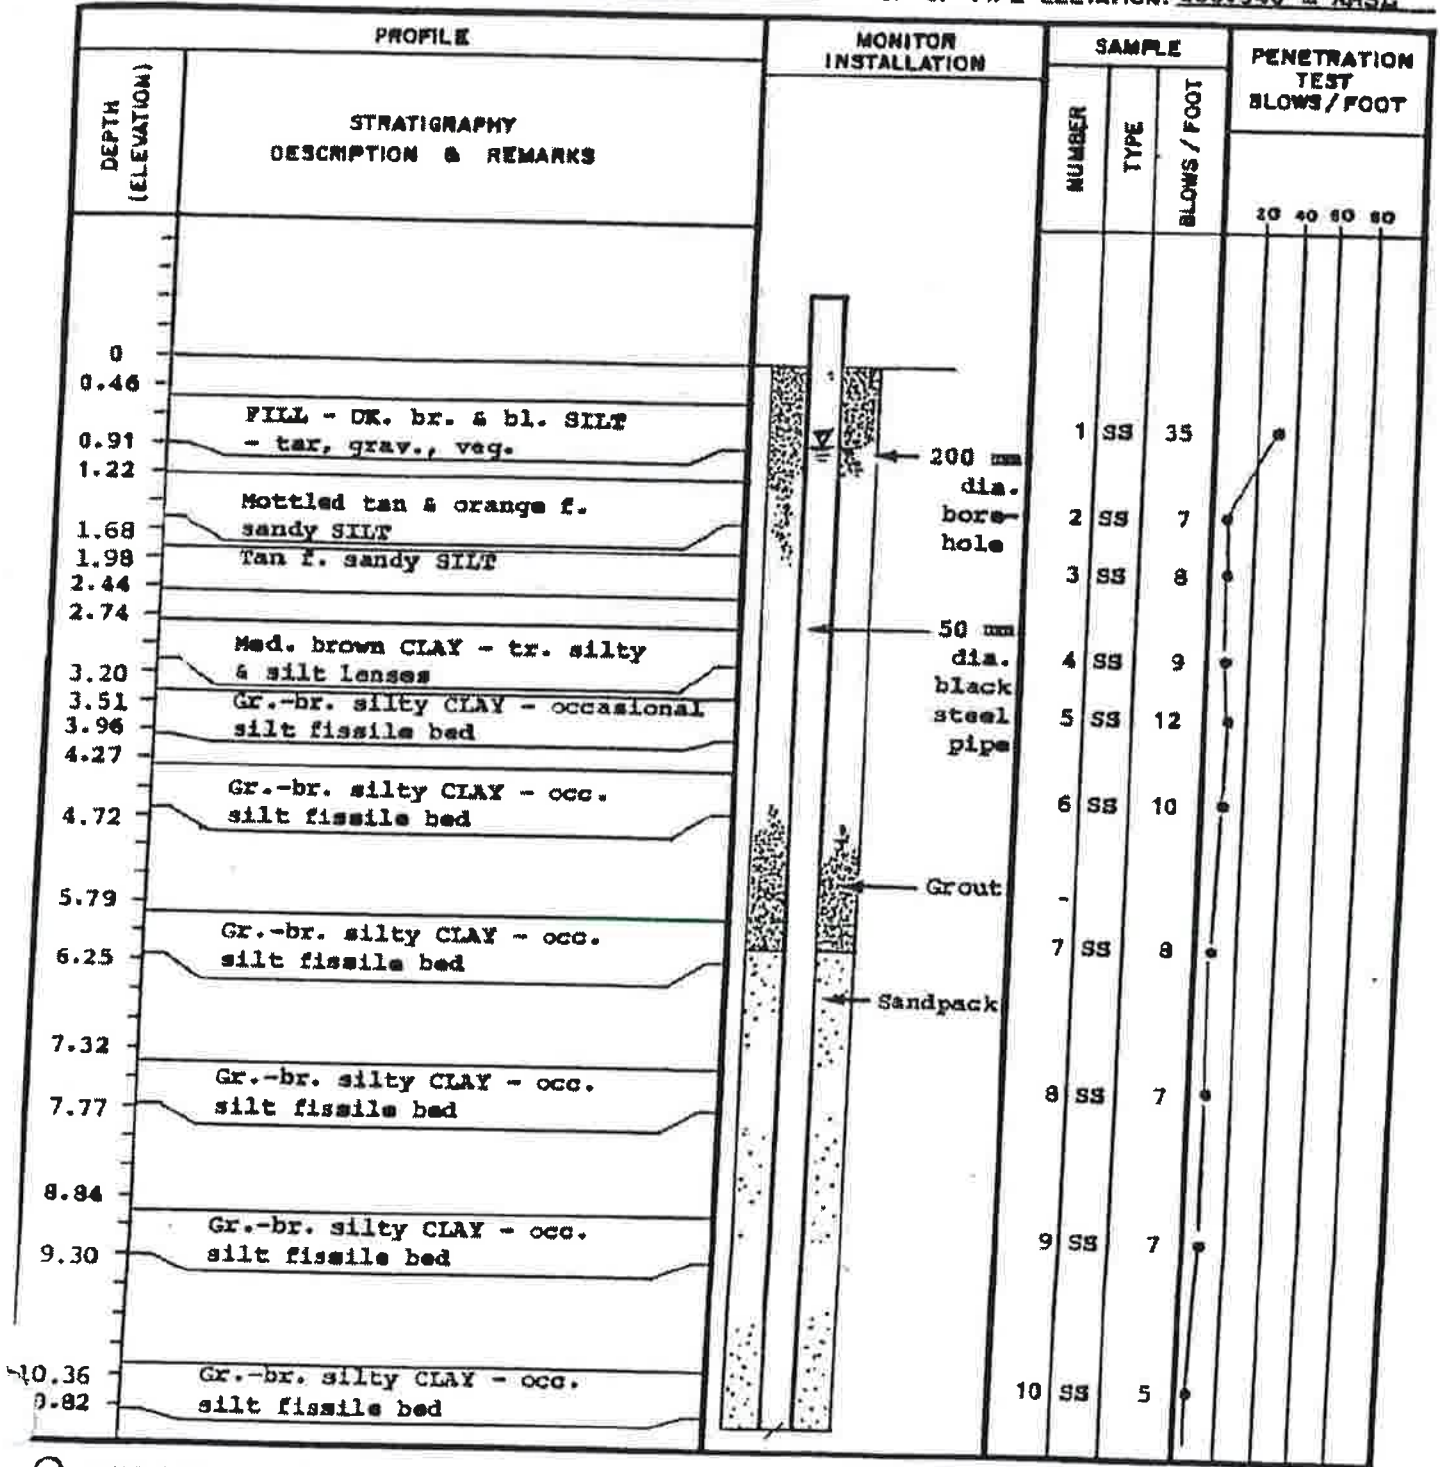 PIPE ELEVATION:
PROFILE
MONITOR
INSTALLATION
SAMPLE
PENETRATION
TEST
BLOWS / FOOT
DEPTH
(ELEVATION)
STRATIGRAPHY
DESCRIPTION & REMARKS
NUMBER
TYPE
BLOWS / FOOT
20 40 60 80
0
0.46
FILL - DK. br. & bl. SILT
- tar, grav., veg.
0.91
1.22
1 SS 35
200 mm
dia.
bore-
hole
Mottled tan & orange f.
sandy SILT
1.68
2 SS 7
1.98
Tan f. sandy SILT
2.44
3 SS 8
2.74
50 mm
dia.
black
steel
pipe
Med. brown CLAY - tr. silty
& silt Lenses
3.20
4 SS 9
3.51
Gr.-br. silty CLAY - occasional
3.96
silt fissile bed
5 SS 12
4.27
Gr.-br. silty CLAY - occ.
silt fissile bed
4.72
6 SS 10
Grout
5.79
-
Gr.-br. silty CLAY - occ.
silt fissile bed
6.25
7 SS 8
Sandpack
7.32
Gr.-br. silty CLAY - occ.
silt fissile bed
7.77
8 SS 7
8.84
Gr.-br. silty CLAY - occ.
silt fissile bed
9.30
9 SS 7
10.36
Gr.-br. silty CLAY - occ.
silt fissile bed
0.82
10 SS 5